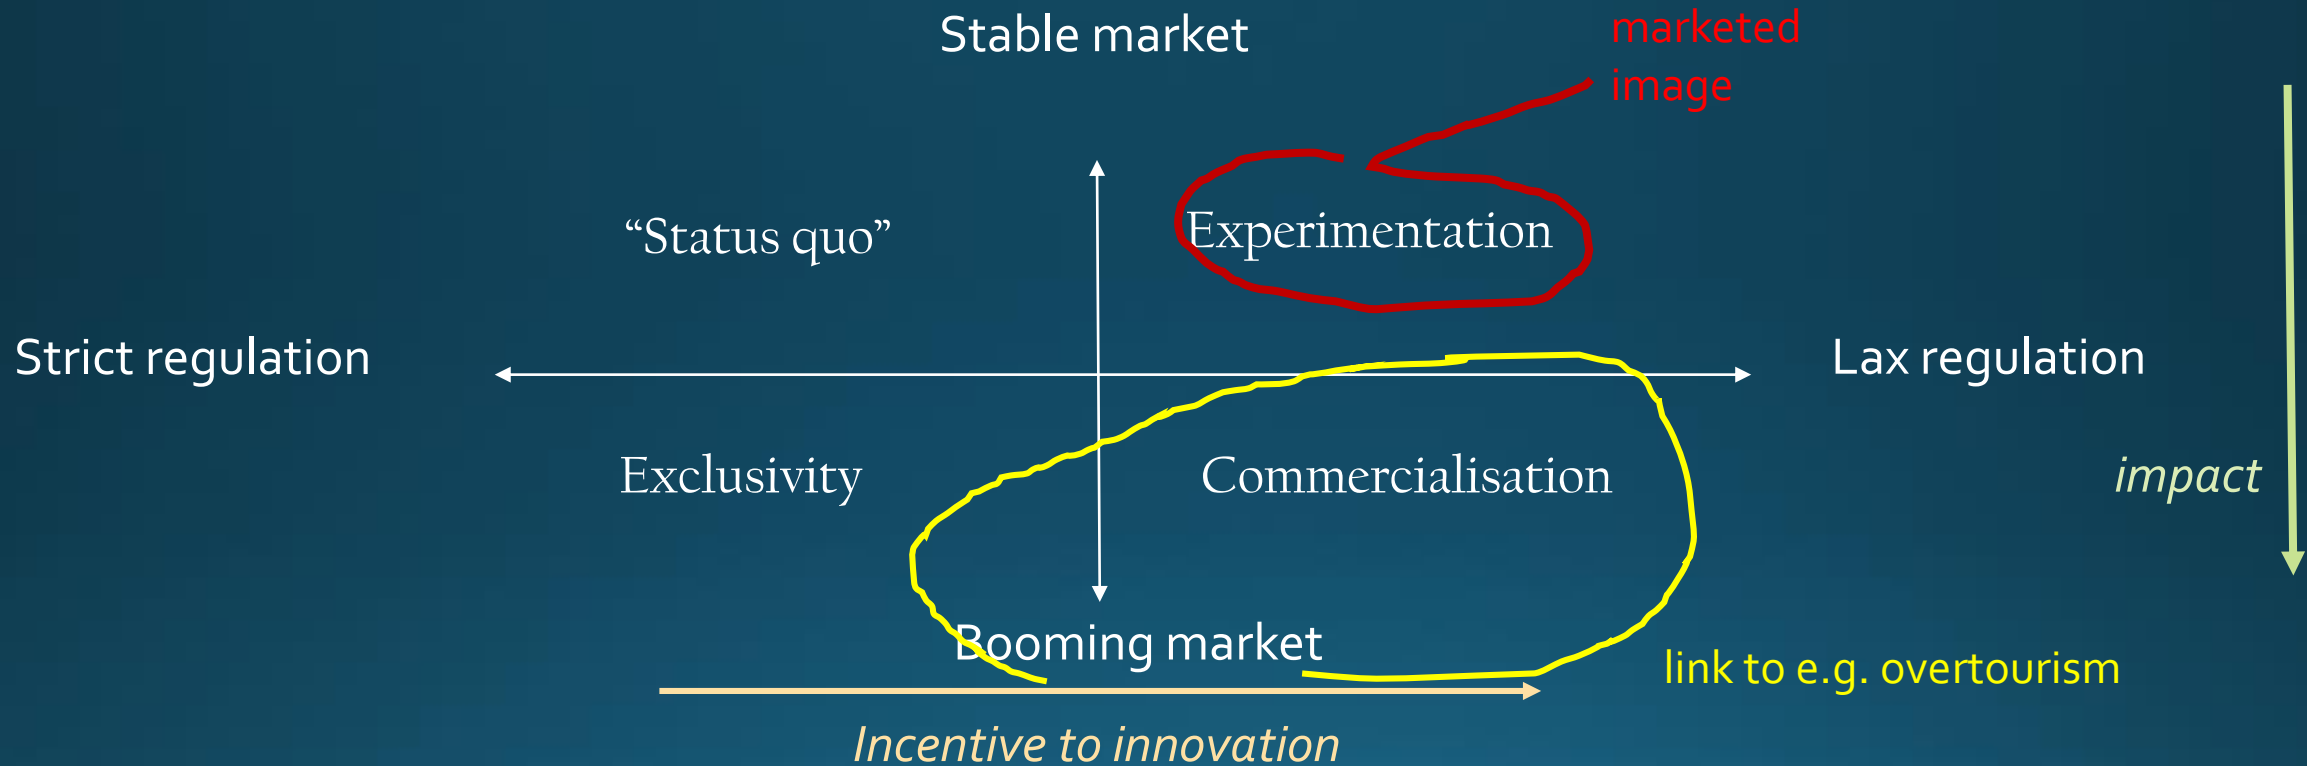 Stable market
marketed
image
“Status quo”
Experimentation
Strict regulation
Lax regulation
Exclusivity
Commercialisation
impact
Booming market
link to e.g. overtourism
Incentive to innovation